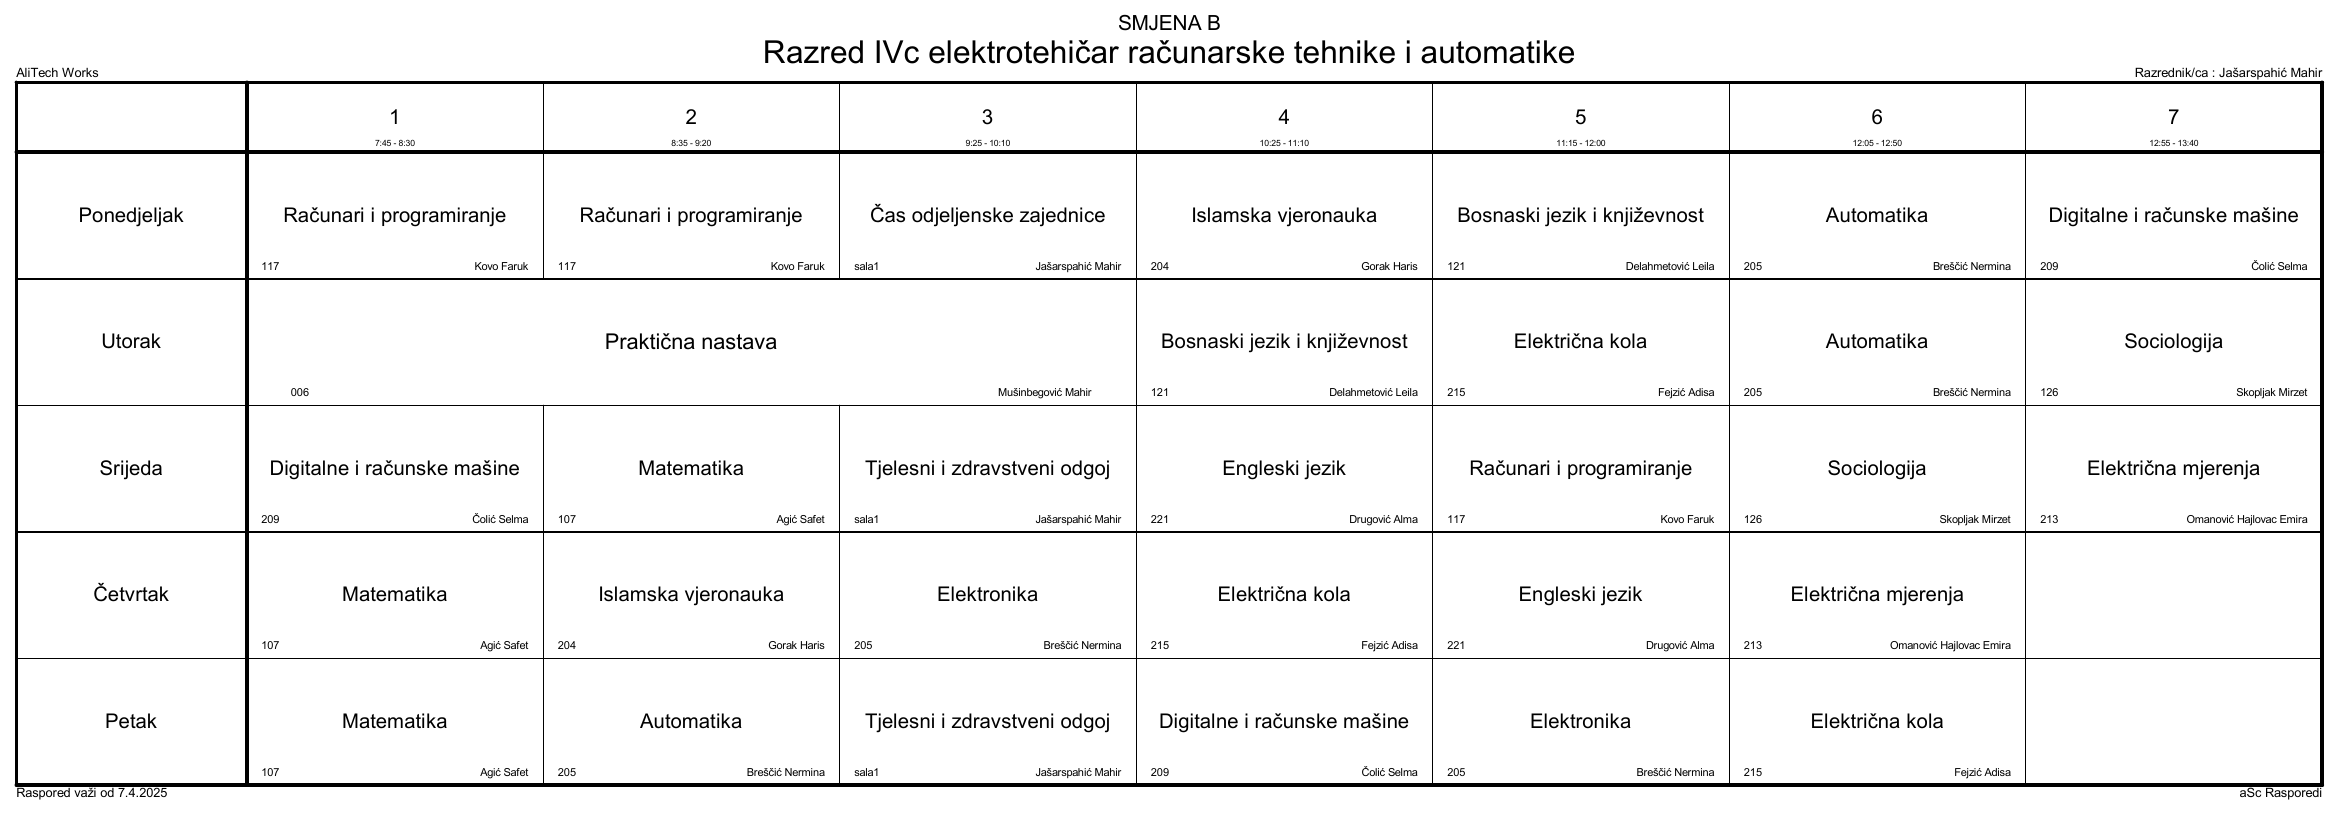 SMJENA B
Razred IVc elektrotehičar računarske tehnike i automatike
AliTech Works
Razrednik/ca : Jašarspahić Mahir
1 2 3 4 5 6 7
7:45 - 8:30 8:35 - 9:20 9:25 - 10:10 10:25 - 11:10 11:15 - 12:00 12:05 - 12:50 12:55 - 13:40
Ponedjeljak Računari i programiranje Računari i programiranje Čas odjeljenske zajednice Islamska vjeronauka Bosnaski jezik i književnost Automatika Digitalne i računske mašine
117 Kovo Faruk 117 Kovo Faruk sala1 Jašarspahić Mahir 204 Gorak Haris 121 Delahmetović Leila 205 Breščić Nermina 209 Čolić Selma
Utorak Praktična nastava Bosnaski jezik i književnost Električna kola Automatika Sociologija
006 Mušinbegović Mahir 121 Delahmetović Leila 215 Fejzić Adisa 205 Breščić Nermina 126 Skopljak Mirzet
Srijeda Digitalne i računske mašine Matematika Tjelesni i zdravstveni odgoj Engleski jezik Računari i programiranje Sociologija Električna mjerenja
209 Čolić Selma 107 Agić Safet sala1 Jašarspahić Mahir 221 Drugović Alma 117 Kovo Faruk 126 Skopljak Mirzet 213 Omanović Hajlovac Emira
Četvrtak Matematika Islamska vjeronauka Elektronika Električna kola Engleski jezik Električna mjerenja
107 Agić Safet 204 Gorak Haris 205 Breščić Nermina 215 Fejzić Adisa 221 Drugović Alma 213 Omanović Hajlovac Emira
Petak Matematika Automatika Tjelesni i zdravstveni odgoj Digitalne i računske mašine Elektronika Električna kola
107 Agić Safet 205 Breščić Nermina sala1 Jašarspahić Mahir 209 Čolić Selma 205 Breščić Nermina 215 Fejzić Adisa
Raspored važi od 7.4.2025
aSc Rasporedi